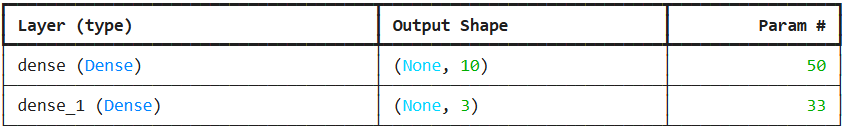 Layer (type) Output Shape Param #
dense (Dense) (None, 10) 50
dense_1 (Dense) (None, 3) 33